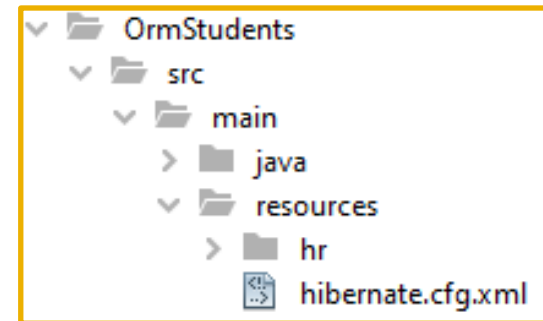 OrmStudents
src
main
java
resources
hr
hibernate.cfg.xml